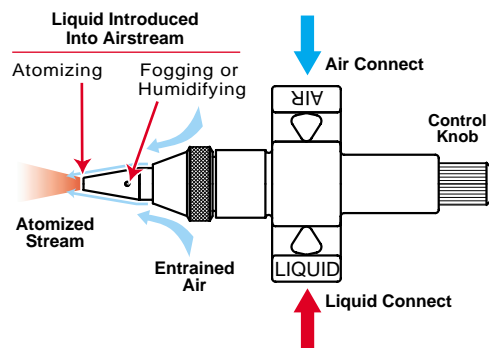 Liquid Introduced
Into Airstream
Atomizing
Fogging or
Humidifying
Air Connect
AIR
Control
Knob
Atomized
Stream
Entrained
Air
LIQUID
Liquid Connect